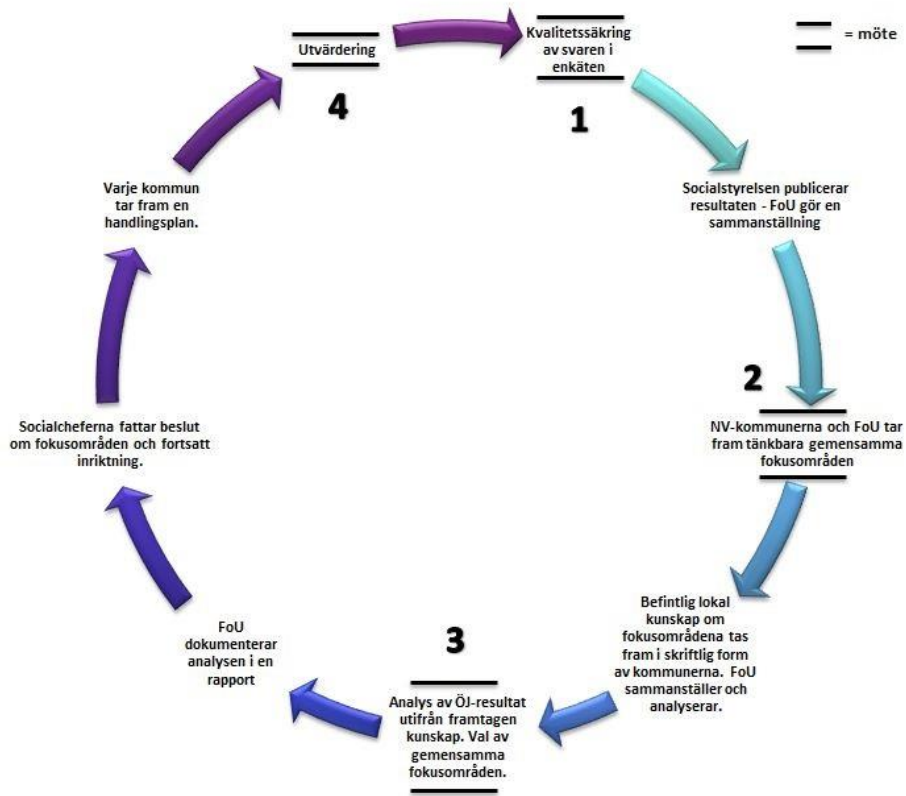 = möte
Kvalitetssäkring
av svaren i
enkäten
1
Socialstyrelsen publicerar
resultaten - FoU gör en
sammanställning
2
NV-kommunerna och FoU tar
fram tänkbara gemensamma
fokusområden
Befintlig lokal
kunskap om
fokusområdena tas
fram i skriftlig form
av kommunerna. FoU
sammanställer och
analyserar.
3
Analys av ÖJ-resultat
utifrån framtagen
kunskap. Val av
gemensamma
fokusområden.
FoU
dokumenterar
analysen i en
rapport
Socialcheferna fattar beslut
om fokusområden och fortsatt
inriktning.
Varje kommun
tar fram en
handlingsplan.
Utvärdering
4